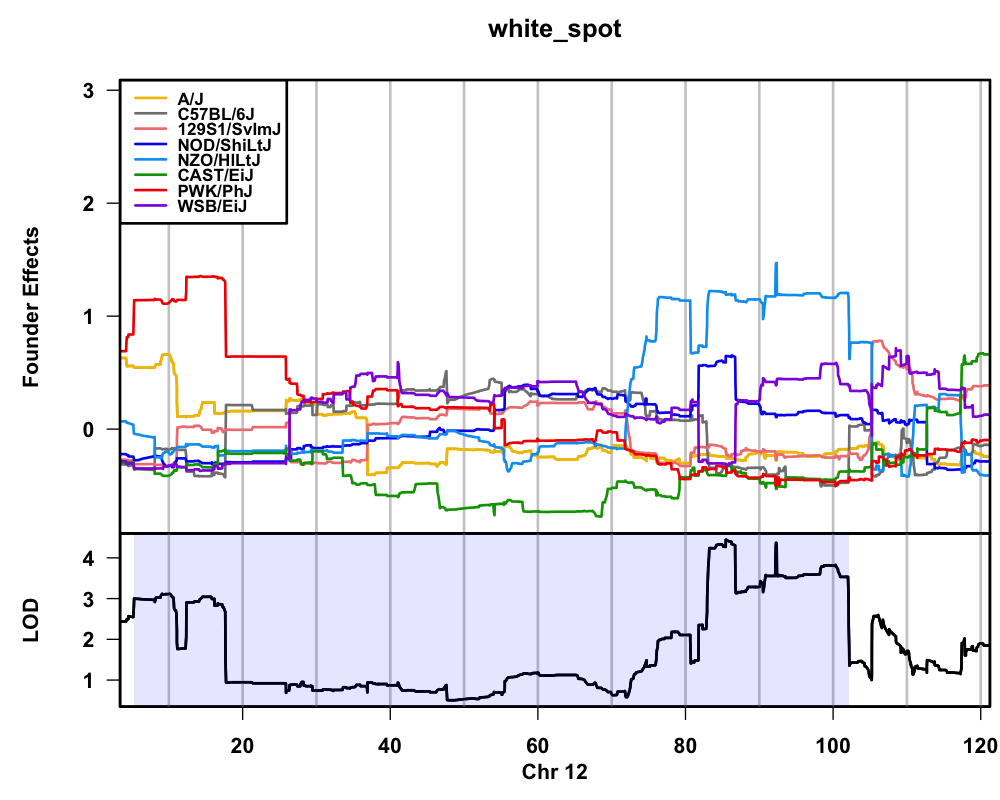 white_spot
3
2
1
0
Founder Effects
A/J
C57BL/6J
129S1/SvImJ
NOD/ShiLtJ
NZO/HlLtJ
CAST/EiJ
PWK/PhJ
WSB/EiJ
4
3
2
1
LOD
20 40 60 80 100 120
Chr 12